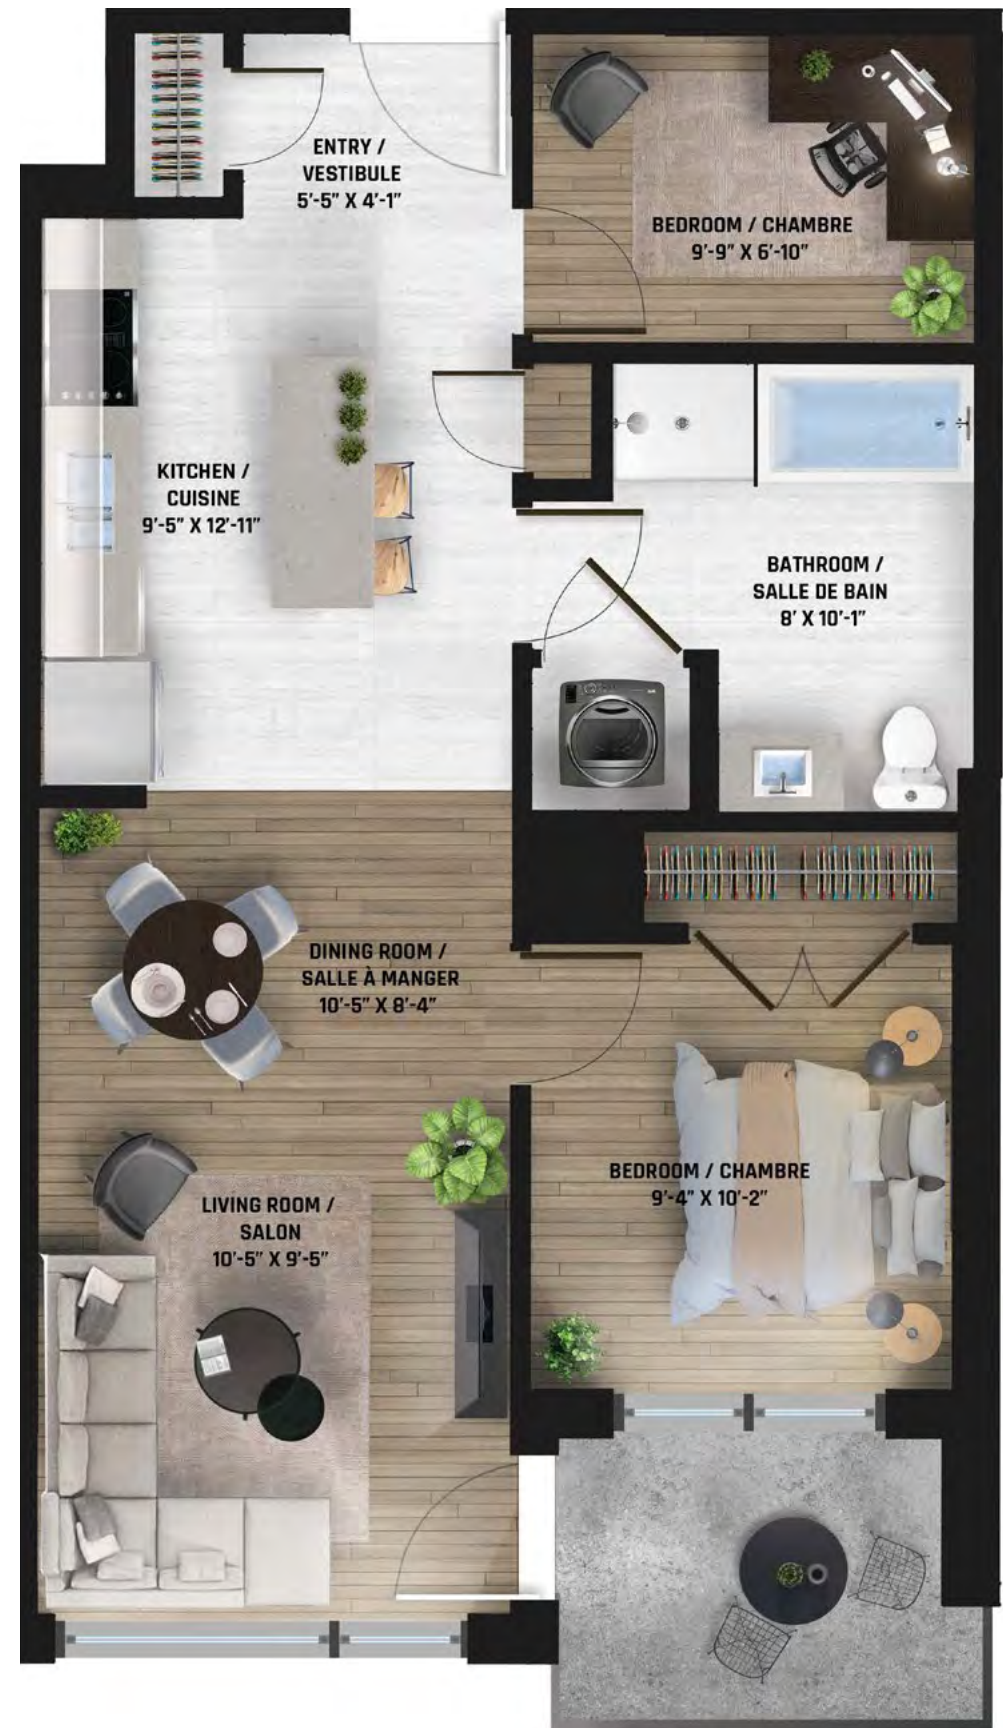 ENTRY /
VESTIBULE
5'-5" X 4'-1"
BEDROOM / CHAMBRE
9'-9" X 6'-10"
KITCHEN /
CUISINE
9'-5" X 12'-11"
BATHROOM /
SALLE DE BAIN
8' X 10'-1"
DINING ROOM /
SALLE À MANGER
10'-5" X 8'-4"
BEDROOM / CHAMBRE
9'-4" X 10'-2"
LIVING ROOM /
SALON
10'-5" X 9'-5"